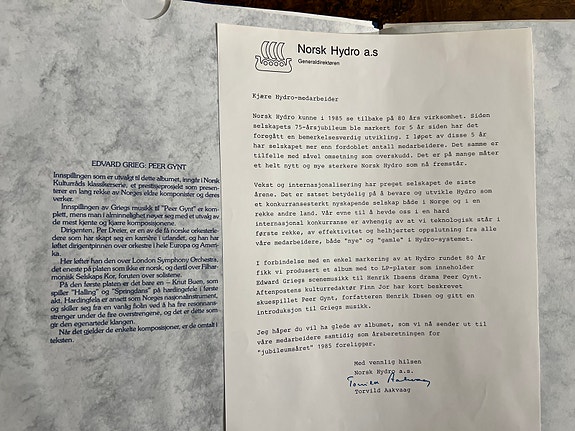 EDVARD GRIEG: PEER GYNT
Innspillingen som er utvalgt til dette albumet, inngår i Norsk
Kulturråds klassikerserie, et prestisjeprosjekt som presen-
terer en lang rekke av Norges eldre komponister og deres
verker.
Innspillingen av Griegs musikk til "Peer Gynt" er kom-
plett, mens man i alminnelighet nøyer seg med et utvalg av
de mest kjente og kjære komposisjonene.
Dirigenten, Per Dreier, er en av de få norske orkesterle-
dere som har skapt seg en karriere i utlandet, og han har
løftet dirigentpinnen over orkestre i hele Europa og Ameri-
ka.
Her løfter han den over London Symphony Orchestra,
det eneste på platen som ikke er norsk, og dertil over Filhar-
monisk Selskaps Kor, foruten over solistene.
På den første platen er det bare én – Knut Buen, som
spiller "Halling" og "Springdans" på hardingfele i første
akt. Hardingfela er ansett som Norges nasjonalinstrument,
og skiller seg fra en vanlig fiolin ved å ha fire resonans-
strenger under de fire overstrengene, og det er dette som
gir den egenartede klangen.
Når det gjelder de enkelte komposisjoner, er de omtalt i
teksten.
Norsk Hydro a.s
Generaldirektøren
Kjære Hydro-medarbeider
Norsk Hydro kunne i 1985 se tilbake på 80 års virksomhet. Siden
selskapets 75-årsjubileum ble markert for 5 år siden har det
foregått en bemerkelsesverdig utvikling. I løpet av disse 5 år
har selskapet mer enn fordoblet antall medarbeidere. Det samme er
tilfelle med såvel omsetning som overskudd. Det er på mange måter
et helt nytt og mye sterkere Norsk Hydro som nå fremstår.
Vekst og internasjonalisering har preget selskapet de siste
årene. Det er satset betydelig på å bevare og utvikle Hydro som
et konkurransesterkt nyskapende selskap både i Norge og i en
rekke andre land. Vår evne til å hevde oss i en hard
internasjonal konkurranse er avhengig av at vi teknologisk står i
første rekke, av effektivitet og helhjertet oppslutning fra alle
våre medarbeidere, både "nye" og "gamle" i Hydro-systemet.
I forbindelse med en enkel markering av at Hydro rundet 80 år
fikk vi produsert et album med to LP-plater som inneholder
Edvard Griegs scenemusikk til Henrik Ibsens drama Peer Gynt.
Aftenpostens kulturredaktør Finn Jor har kort beskrevet
skuespillet Peer Gynt, forfatteren Henrik Ibsen og gitt en
introduksjon til Griegs musikk.
Jeg håper du vil ha glede av albumet, som vi nå sender ut til
våre medarbeidere samtidig som årsberetningen for
"jubileumsåret" 1985 foreligger.
Med vennlig hilsen
Norsk Hydro a.s.
Torvild Aakvaag
Torvild Aakvaag